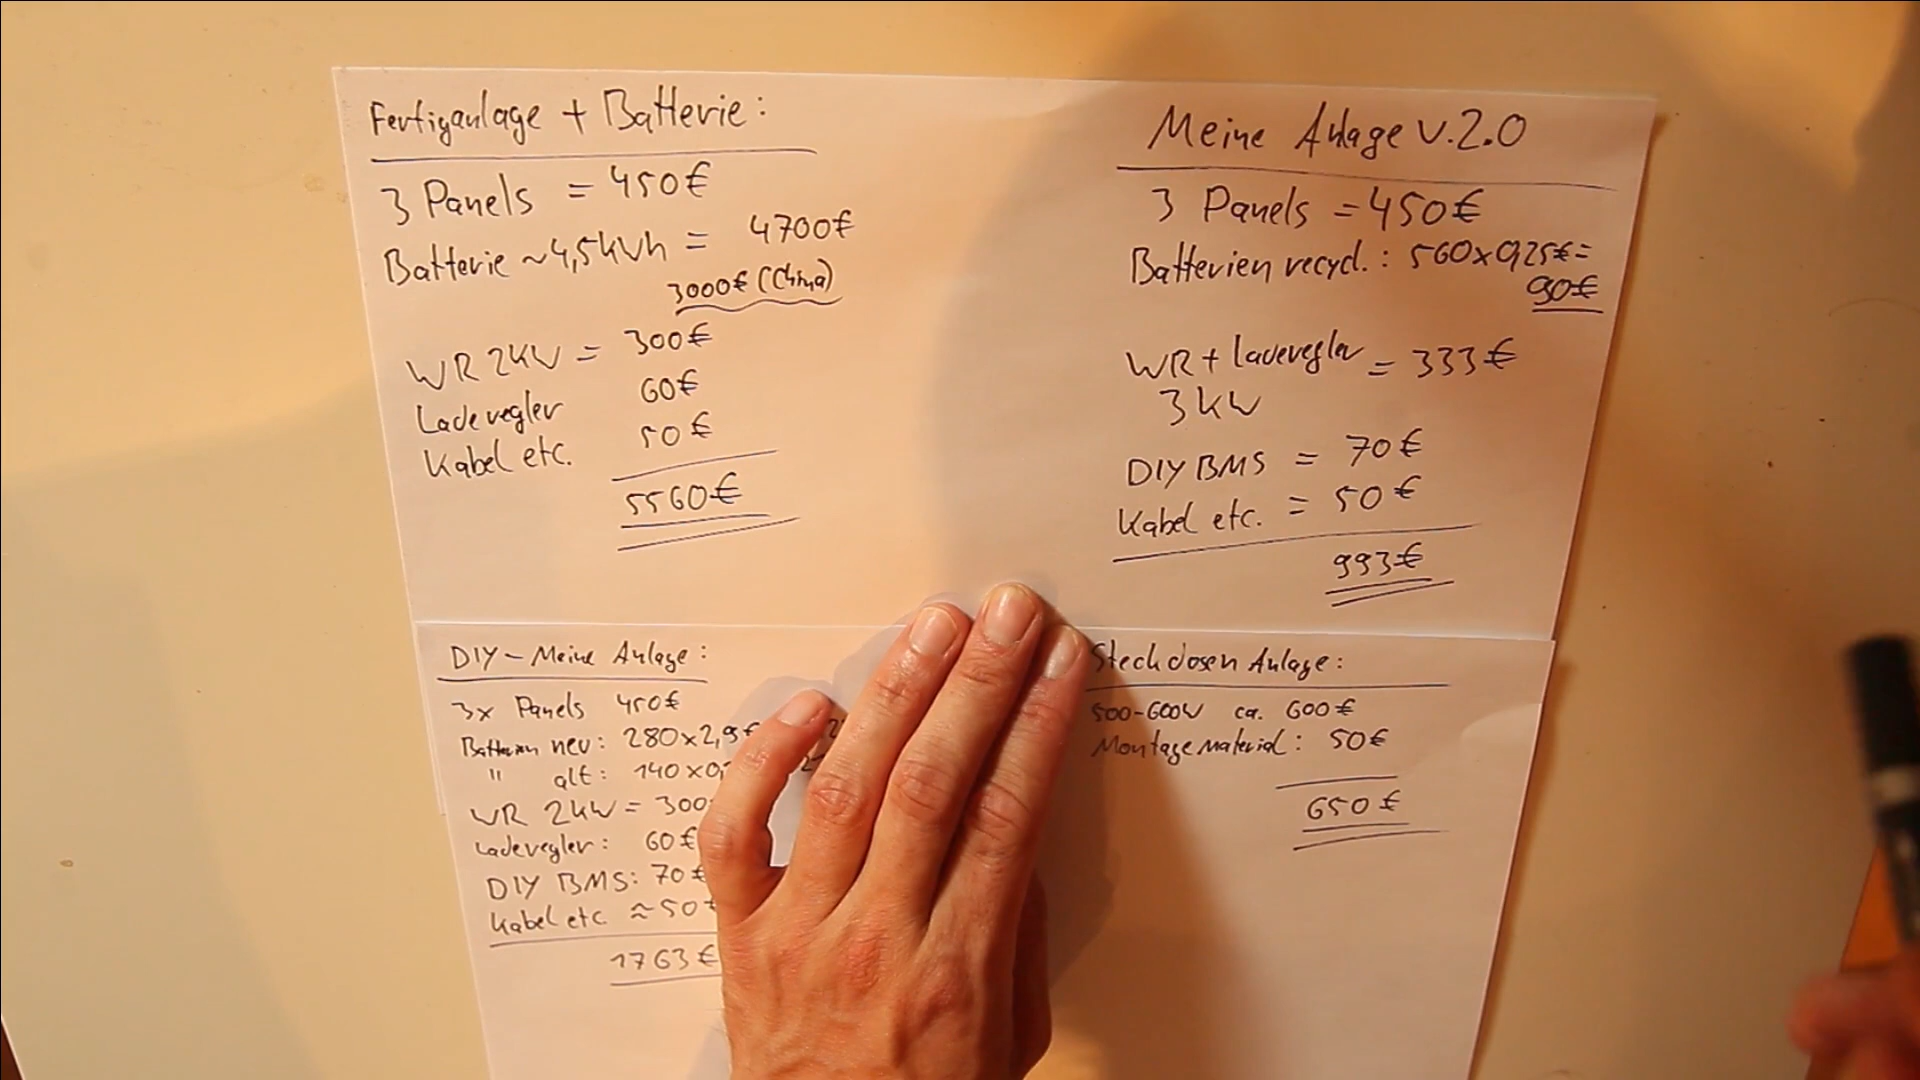 Fertiganlage + Batterie:
3 Panels = 450€
Batterie ~4,5kWh = 4700€
3000€ (China)
WR 2kW = 300€
Laderegler 60€
Kabel etc. 50€
5560€
Meine Anlage V.2.0
3 Panels = 450€
Batterien recycl.: 560x0,25€=
90€
WR + Laderegler = 333€
3kW
DIY BMS = 70€
Kabel etc. = 50€
993€
DIY - Meine Anlage:
3x Panels 450€
Batterien neu: 280x2,9€
" alt: 140x0,
WR 2kW = 300
Laderegler: 60€
DIY BMS: 70€
Kabel etc ≈50€
1763€
Steckdosen Anlage:
500-600W ca. 600€
Montagematerial: 50€
650€